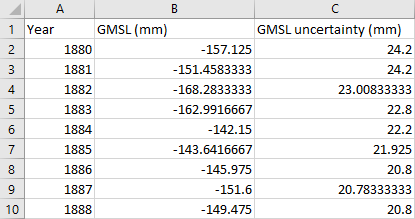 A B C
1 Year GMSL (mm) GMSL uncertainty (mm)
2 1880 -157.125 24.2
3 1881 -151.4583333 24.2
4 1882 -168.2833333 23.00833333
5 1883 -162.9916667 22.8
6 1884 -142.15 22.2
7 1885 -143.6416667 21.925
8 1886 -145.975 20.8
9 1887 -151.6 20.78333333
10 1888 -149.475 20.8